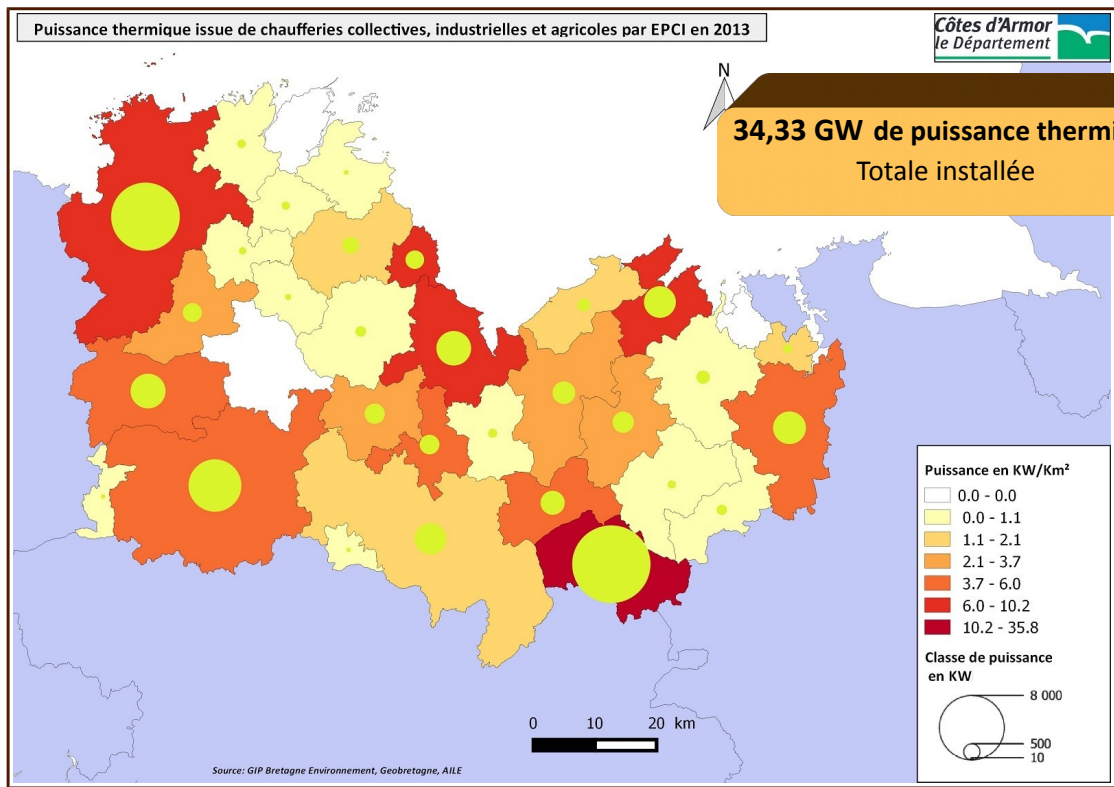 Puissance thermique issue de chaufferies collectives, industrielles et agricoles par EPCI en 2013
Côtes d'Armor
le Département
N
34,33 GW de puissance thermi
Totale installée
Puissance en KW/Km²
0.0 - 0.0
0.0 - 1.1
1.1 - 2.1
2.1 - 3.7
3.7 - 6.0
6.0 - 10.2
10.2 - 35.8
Classe de puissance
en KW
8 000
500
10
0 10 20 km
Source: GIP Bretagne Environnement, Geobretagne, AILE